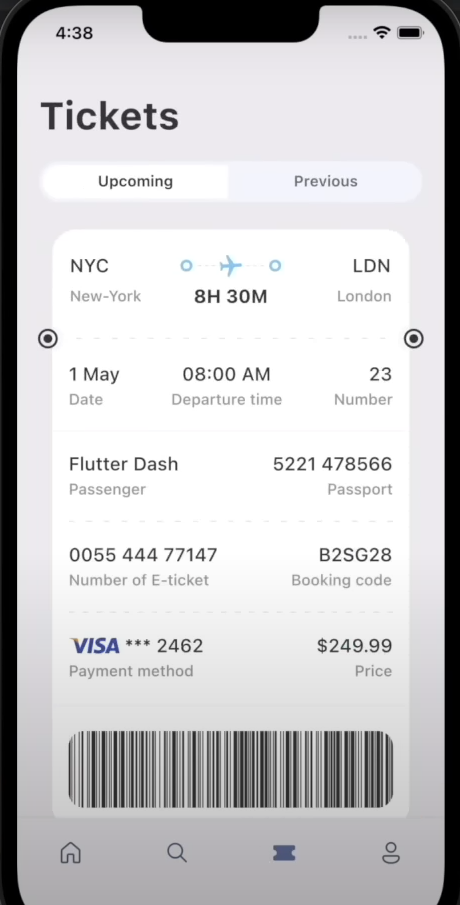 4:38
Tickets
Upcoming Previous
NYC LDN
New-York 8H 30M London
1 May 08:00 AM 23
Date Departure time Number
Flutter Dash 5221 478566
Passenger Passport
0055 444 77147 B2SG28
Number of E-ticket Booking code
VISA *** 2462 $249.99
Payment method Price